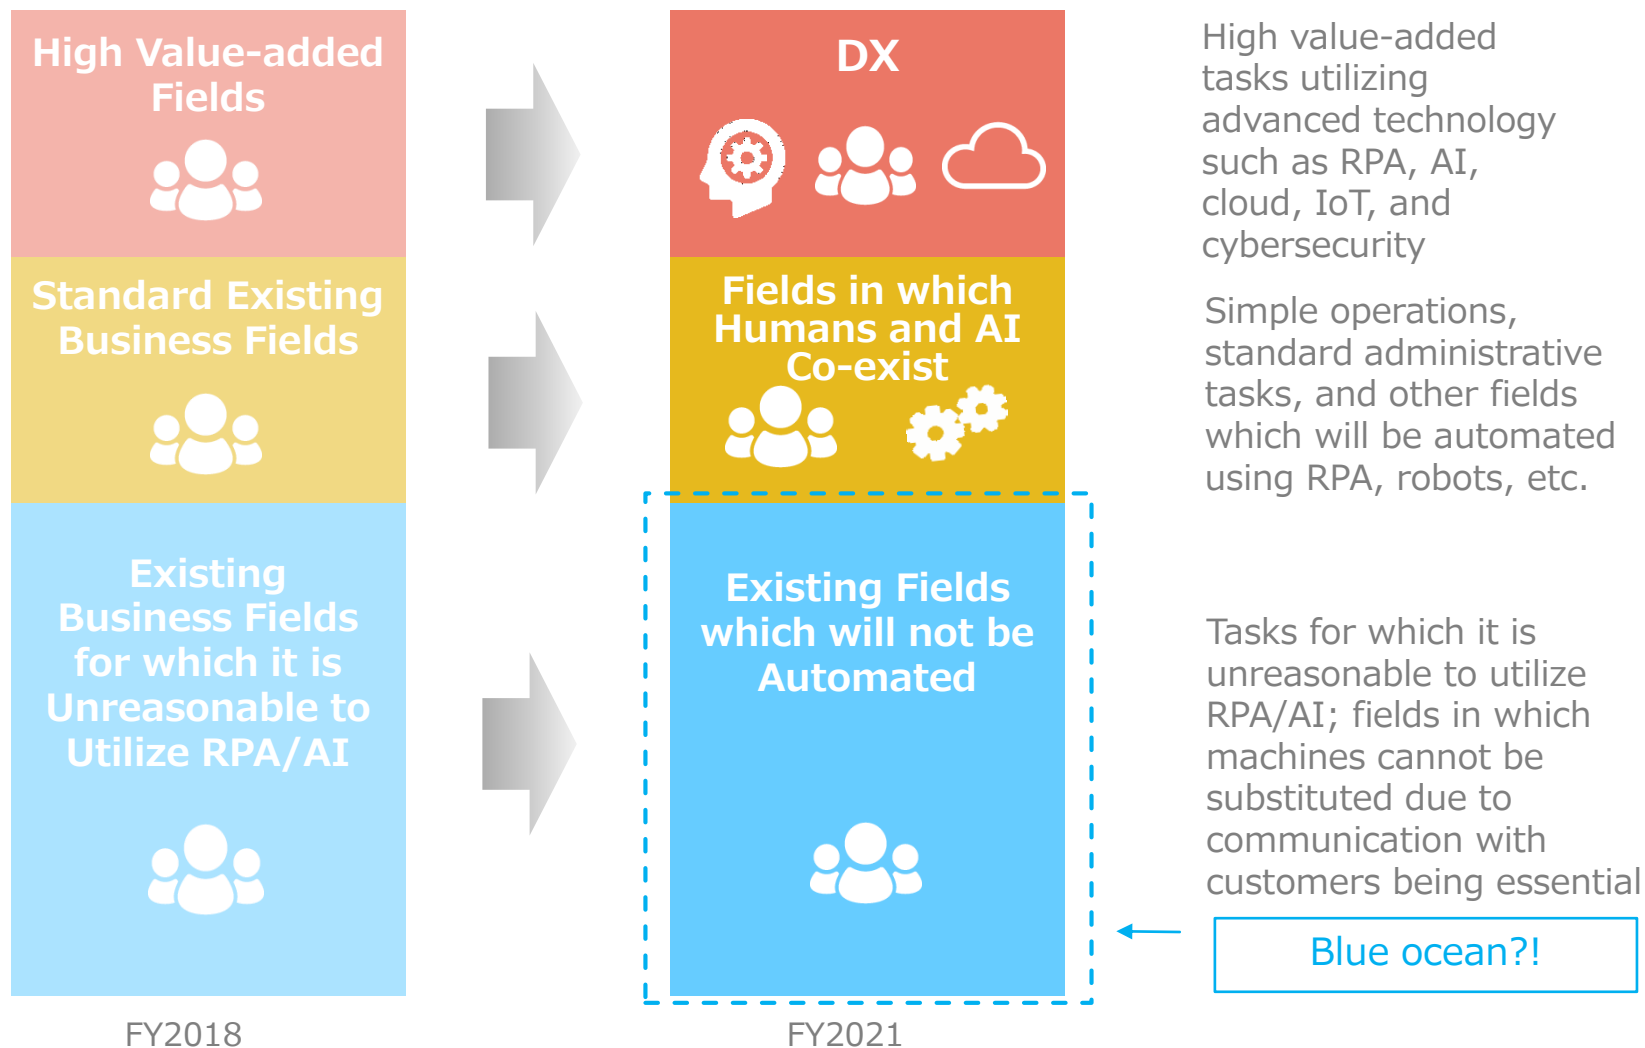 High Value-added
Fields
DX
High value-added
tasks utilizing
advanced technology
such as RPA, AI,
cloud, IoT, and
cybersecurity
Standard Existing
Business Fields
Fields in which
Humans and AI
Co-exist
Simple operations,
standard administrative
tasks, and other fields
which will be automated
using RPA, robots, etc.
Existing
Business Fields
for which it is
Unreasonable to
Utilize RPA/AI
Existing Fields
which will not be
Automated
Tasks for which it is
unreasonable to utilize
RPA/AI; fields in which
machines cannot be
substituted due to
communication with
customers being essential
Blue ocean?!
FY2018
FY2021